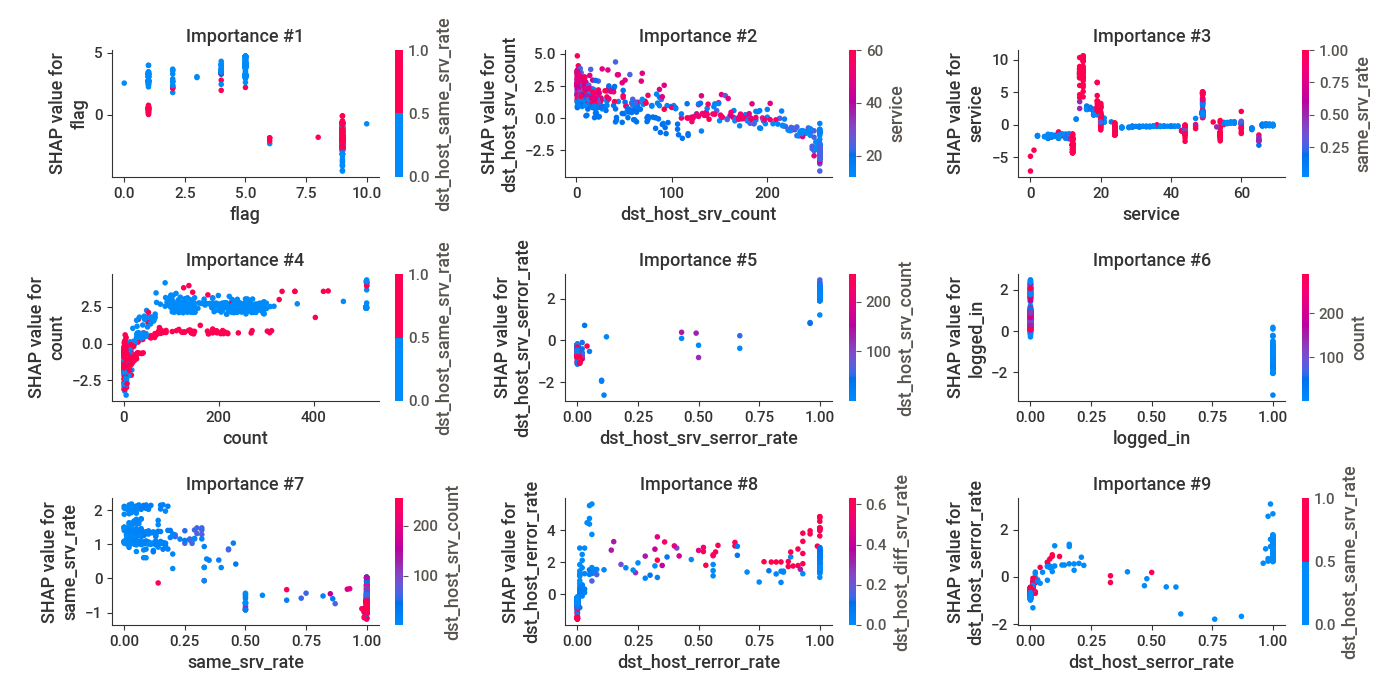 Importance #1
SHAP value for
flag
5
0
0.0 2.5 5.0 7.5 10.0
flag
1.0
0.5
0.0
dst_host_same_srv_rate
Importance #2
SHAP value for
dst_host_srv_count
5.0
2.5
0.0
−2.5
0 100 200
dst_host_srv_count
60
40
20
service
Importance #3
SHAP value for
service
10
5
0
−5
0 20 40 60
service
1.00
0.75
0.50
0.25
same_srv_rate
Importance #4
SHAP value for
count
2.5
0.0
−2.5
0 200 400
count
1.0
0.5
0.0
dst_host_same_srv_rate
Importance #5
SHAP value for
dst_host_srv_serror_rate
2
0
−2
0.00 0.25 0.50 0.75 1.00
dst_host_srv_serror_rate
200
100
dst_host_srv_count
Importance #6
SHAP value for
logged_in
2
0
−2
0.00 0.25 0.50 0.75 1.00
logged_in
200
100
count
Importance #7
SHAP value for
same_srv_rate
2
1
0
−1
0.00 0.25 0.50 0.75 1.00
same_srv_rate
200
100
dst_host_srv_count
Importance #8
SHAP value for
dst_host_rerror_rate
4
2
0
0.00 0.25 0.50 0.75 1.00
dst_host_rerror_rate
0.6
0.4
0.2
0.0
dst_host_diff_srv_rate
Importance #9
SHAP value for
dst_host_serror_rate
2
0
−2
0.00 0.25 0.50 0.75 1.00
dst_host_serror_rate
1.0
0.5
0.0
dst_host_same_srv_rate